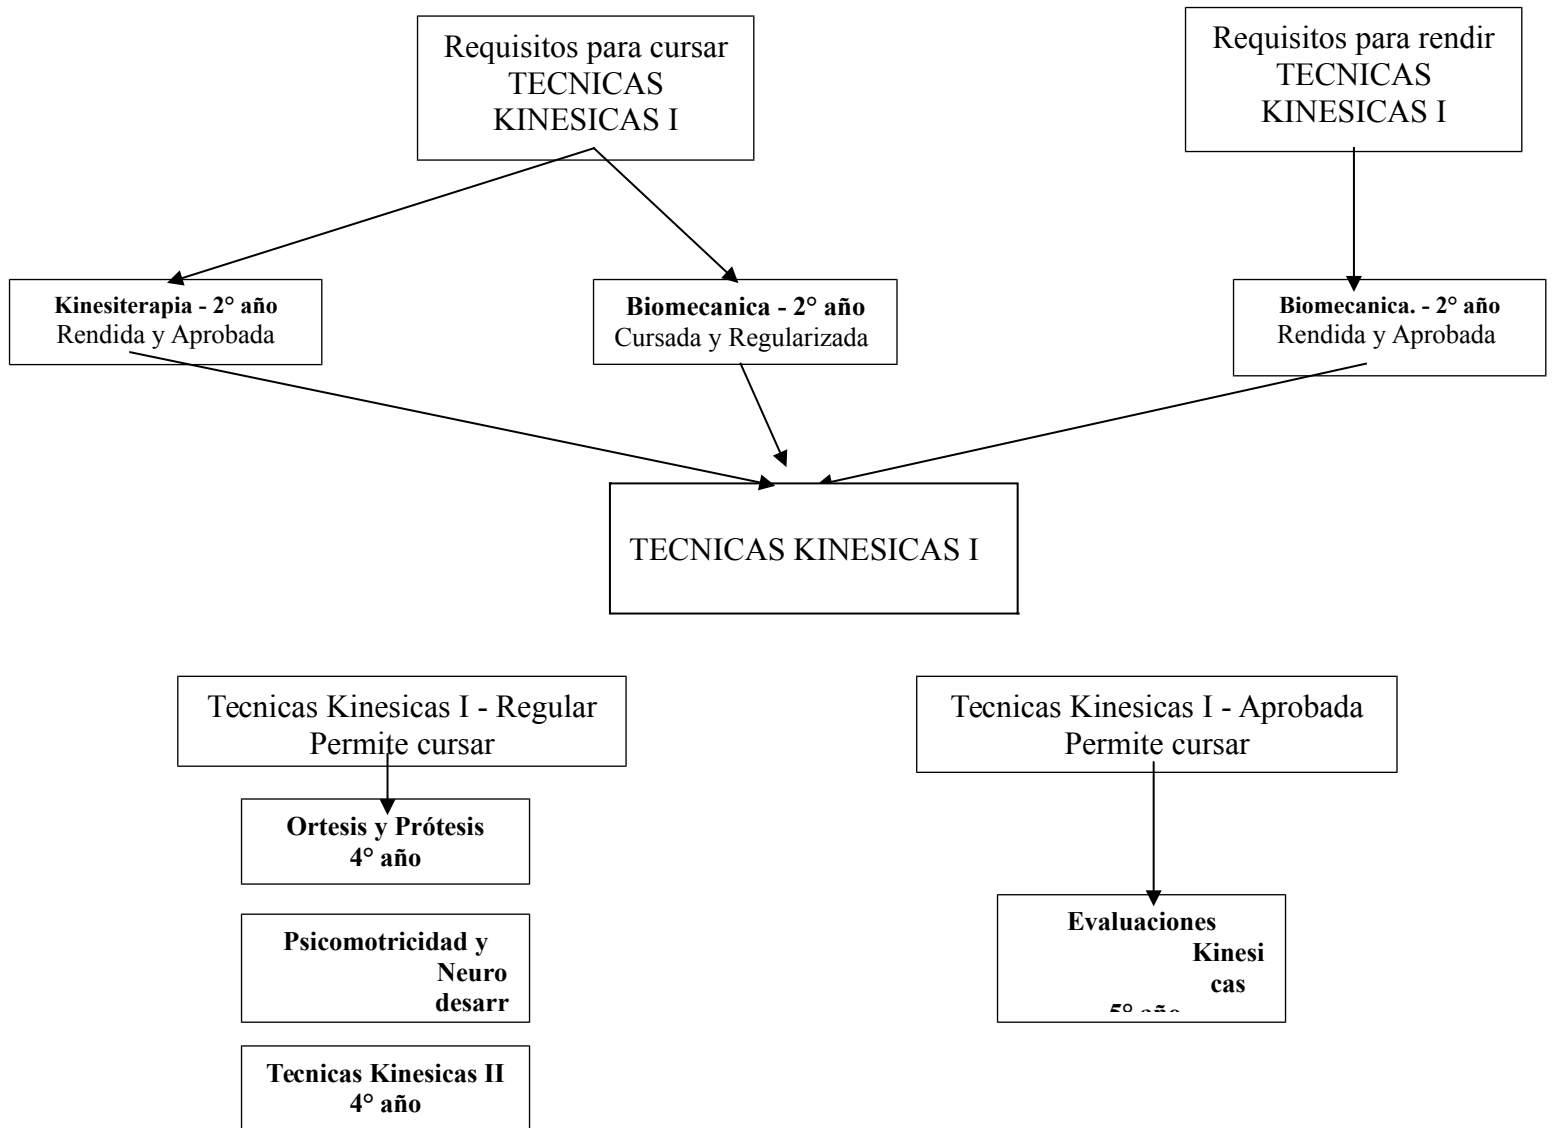 Requisitos para cursar
TECNICAS
KINESICAS I
Requisitos para rendir
TECNICAS
KINESICAS I
Kinesiterapia - 2° año
Rendida y Aprobada
Biomecanica - 2° año
Cursada y Regularizada
Biomecanica. - 2° año
Rendida y Aprobada
TECNICAS KINESICAS I
Tecnicas Kinesicas I - Regular
Permite cursar
Tecnicas Kinesicas I - Aprobada
Permite cursar
Ortesis y Prótesis
4° año
Psicomotricidad y
Neuro
desarr
Evaluaciones
Kinesi
cas
5° año
Tecnicas Kinesicas II
4° año